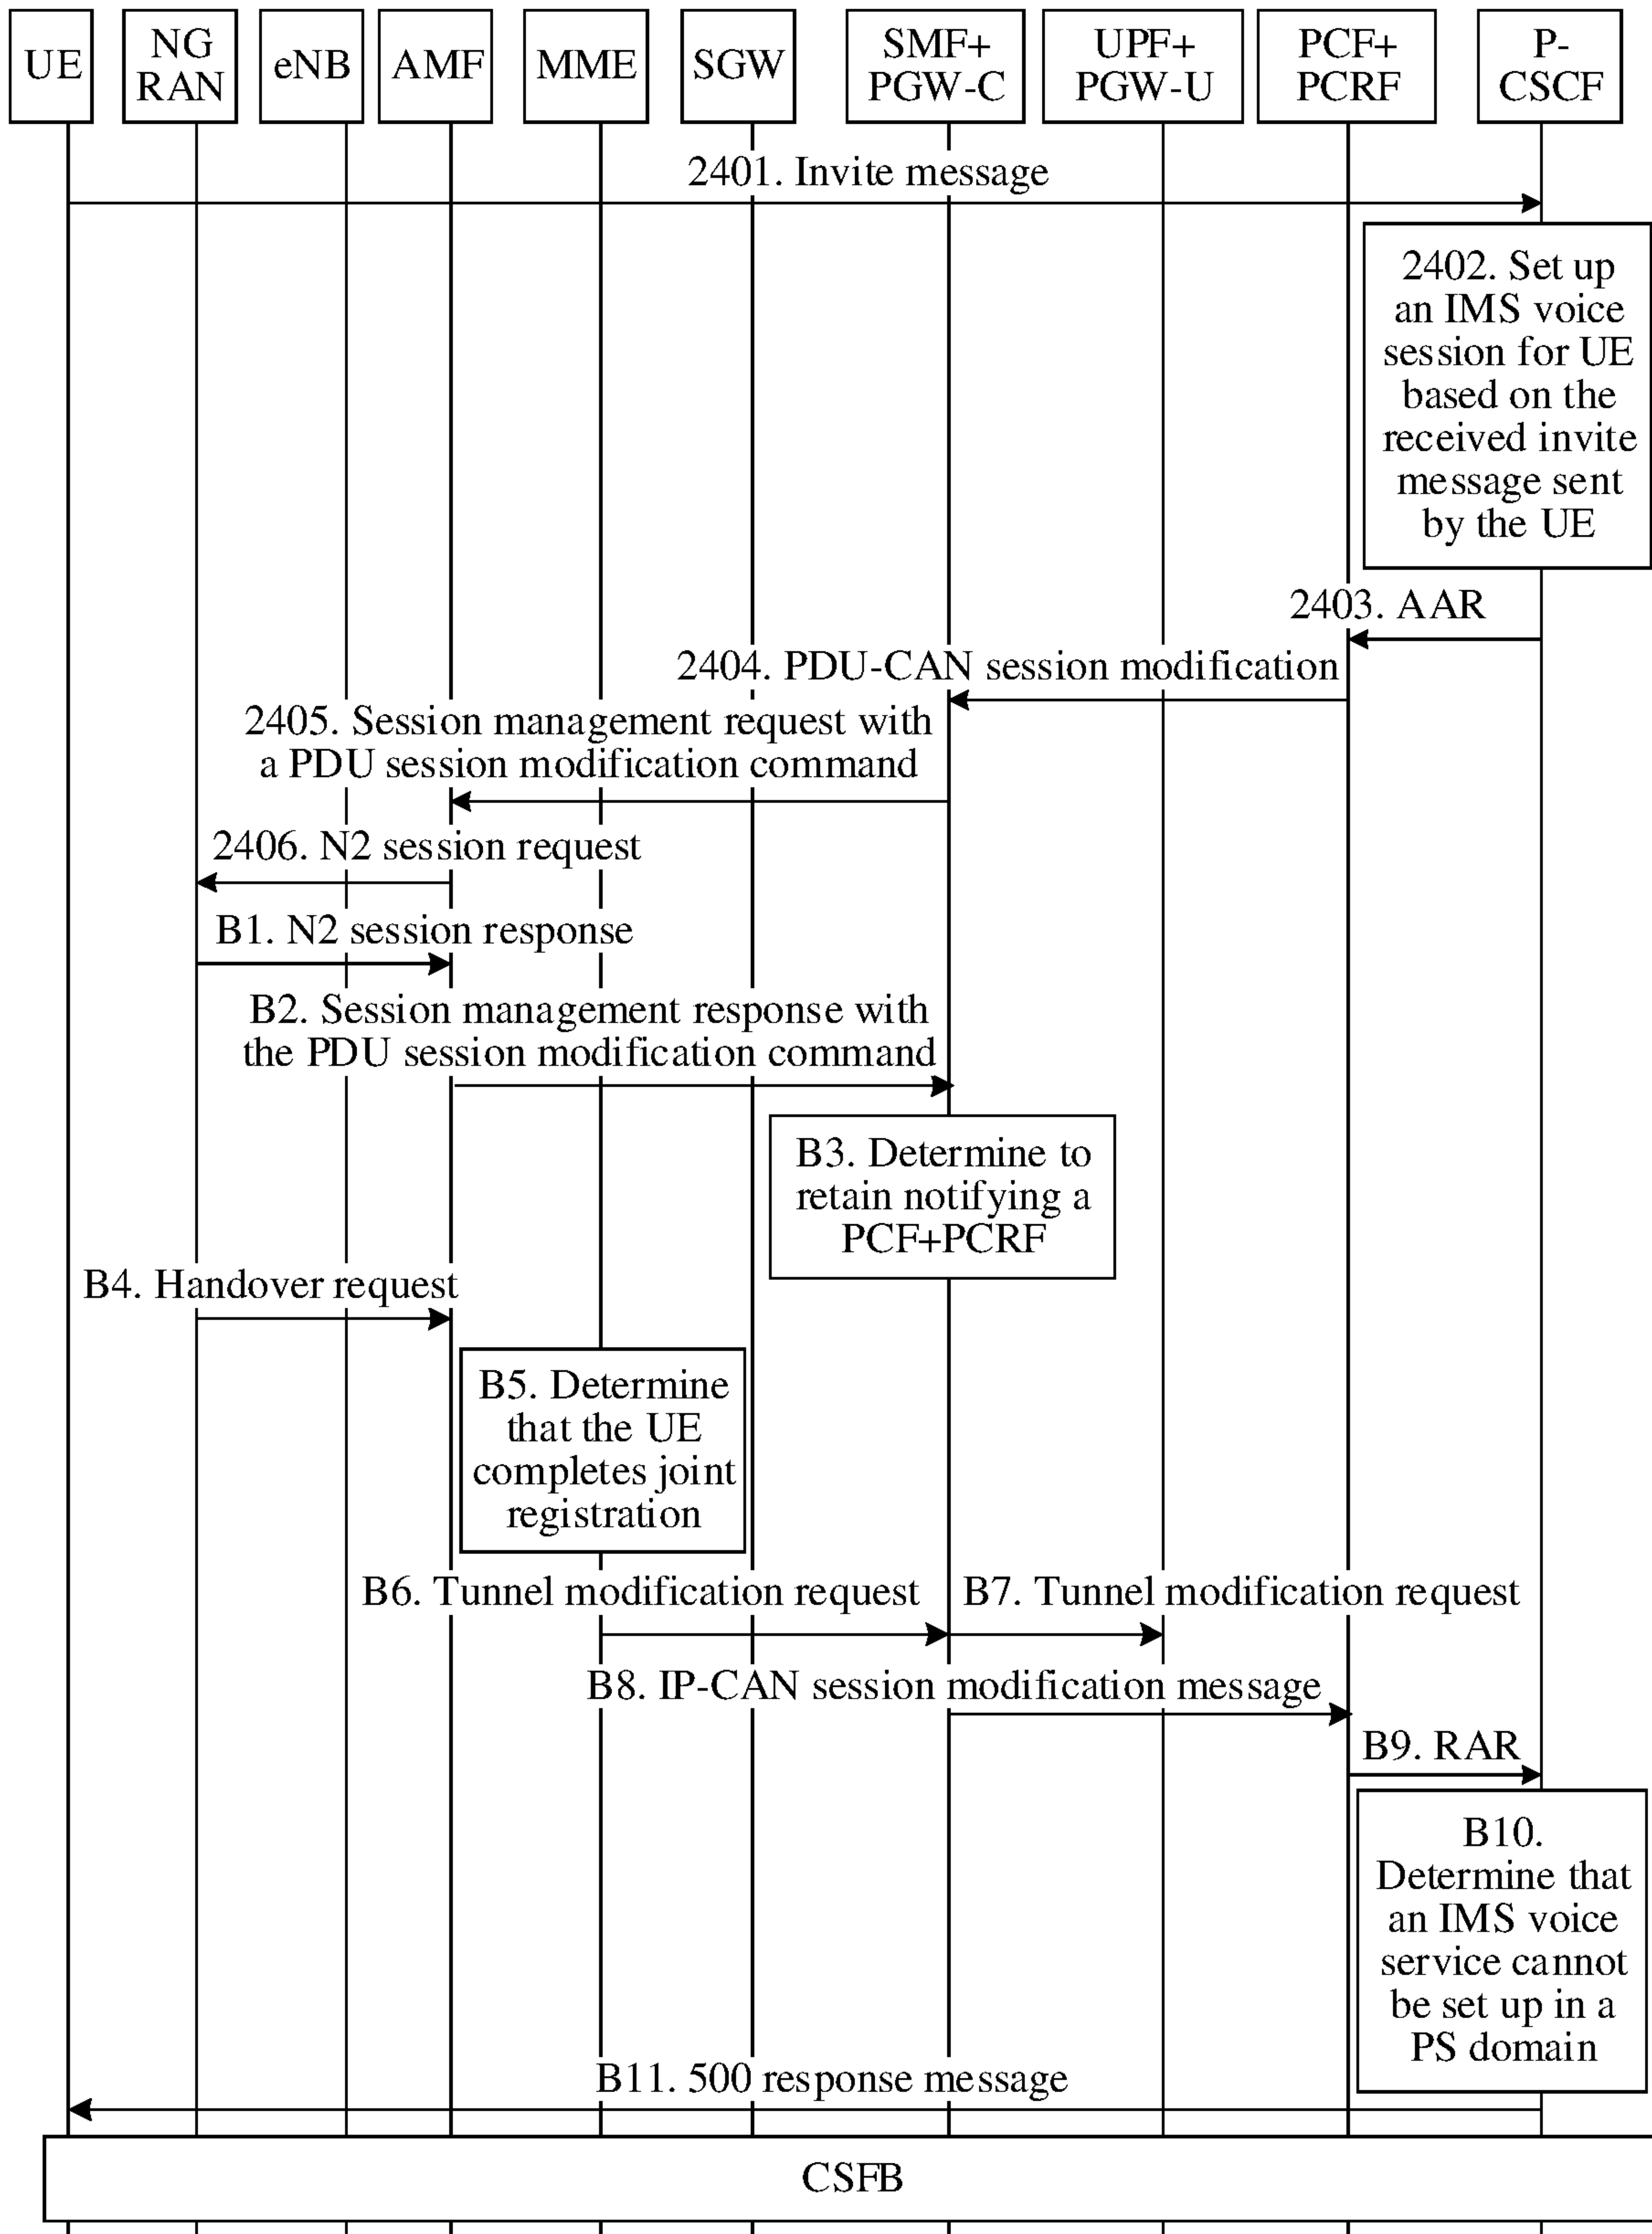 UE
NG
RAN
eNB
AMF
MME
SGW
SMF+
PGW-C
UPF+
PGW-U
PCF+
PCRF
P-
CSCF
2401. Invite message
2402. Set up
an IMS voice
session for UE
based on the
received invite
message sent
by the UE
2403. AAR
2404. PDU-CAN session modification
2405. Session management request with
a PDU session modification command
2406. N2 session request
B1. N2 session response
B2. Session management response with
the PDU session modification command
B3. Determine to
retain notifying a
PCF+PCRF
B4. Handover request
B5. Determine
that the UE
completes joint
registration
B6. Tunnel modification request
B7. Tunnel modification request
B8. IP-CAN session modification message
B9. RAR
B10.
Determine that
an IMS voice
service cannot
be set up in a
PS domain
B11. 500 response message
CSFB